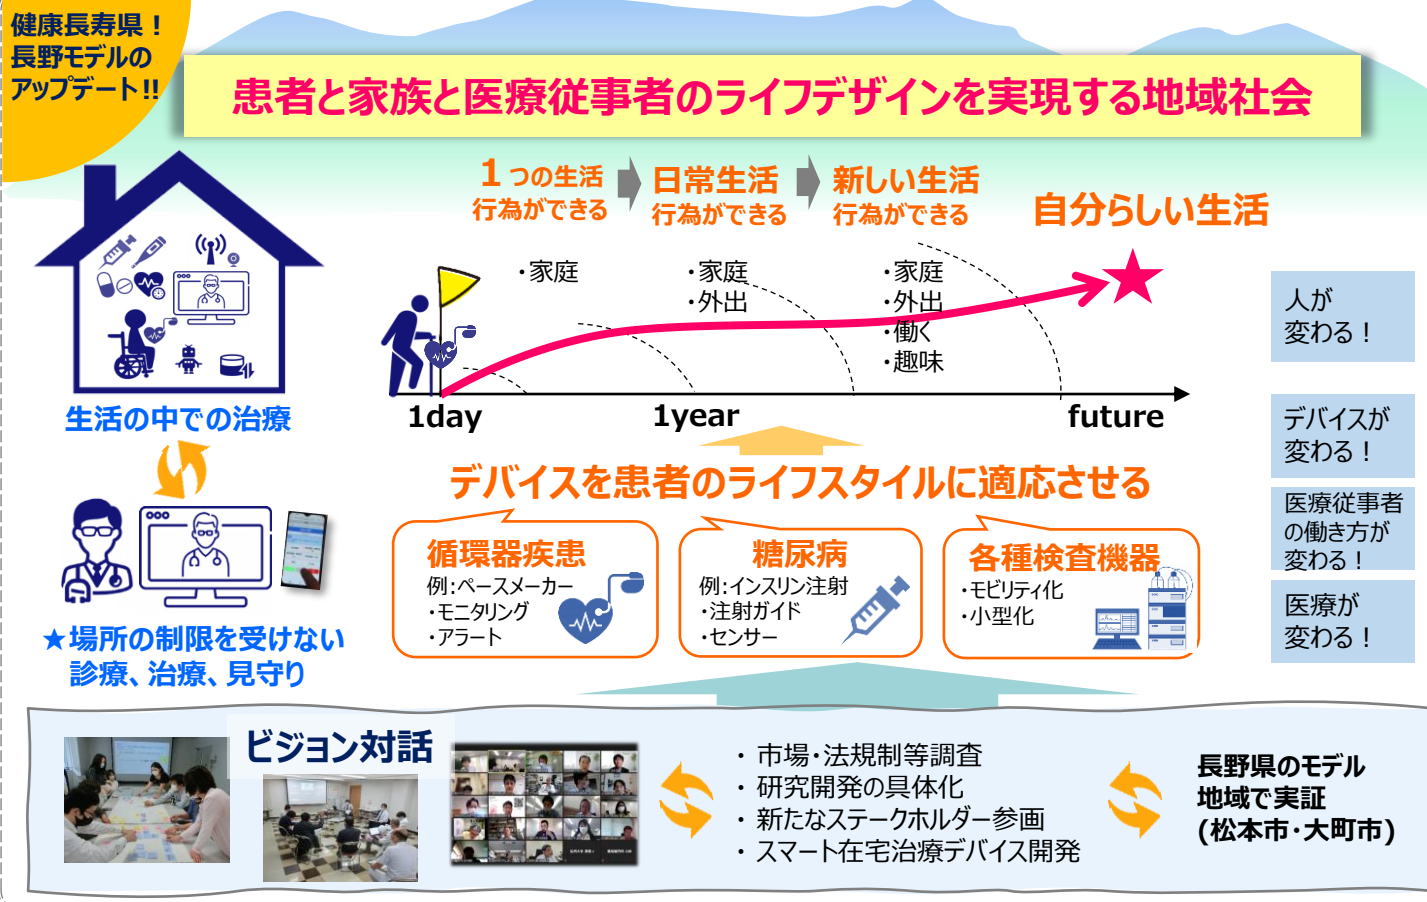 健康長寿県！
長野モデルの
アップデート!!
患者と家族と医療従事者のライフデザインを実現する地域社会
１つの生活
行為ができる
日常生活
行為ができる
新しい生活
行為ができる
自分らしい生活
・家庭
・家庭
・外出
・家庭
・外出
・働く
・趣味
1day
1year
future
生活の中での治療
★場所の制限を受けない
診療、治療、見守り
デバイスを患者のライフスタイルに適応させる
循環器疾患
例:ペースメーカー
・モニタリング
・アラート
糖尿病
例:インスリン注射
・注射ガイド
・センサー
各種検査機器
・モビリティ化
・小型化
人が
変わる！
デバイスが
変わる！
医療従事者
の働き方が
変わる！
医療が
変わる！
ビジョン対話
・ 市場・法規制等調査
・ 研究開発の具体化
・ 新たなステークホルダー参画
・ スマート在宅治療デバイス開発
長野県のモデル
地域で実証
(松本市・大町市)